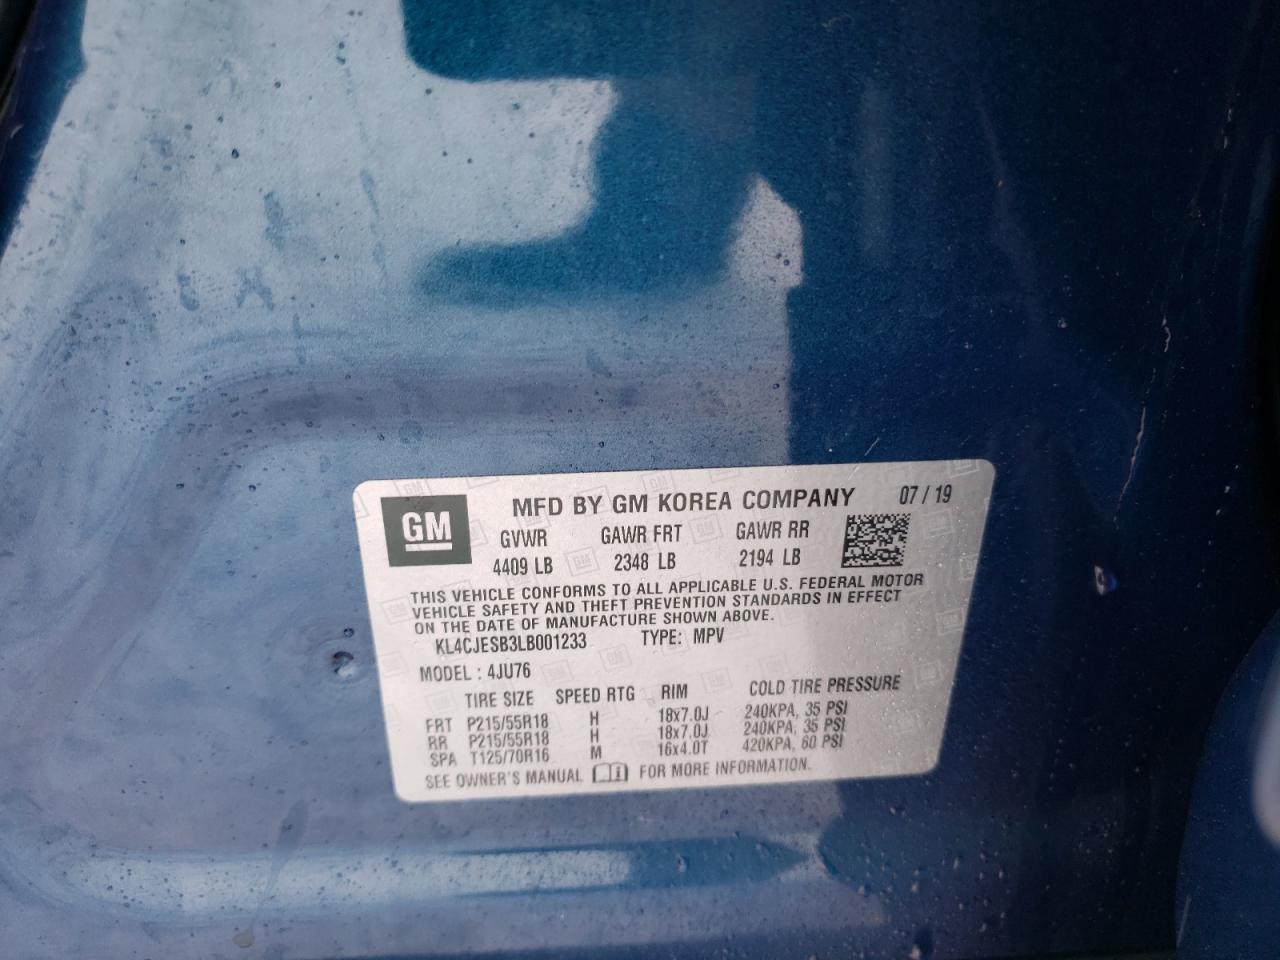 GM
MFD BY GM KOREA COMPANY 07 / 19
GVWR GAWR FRT GAWR RR
4409 LB 2348 LB 2194 LB
THIS VEHICLE CONFORMS TO ALL APPLICABLE U.S. FEDERAL MOTOR
VEHICLE SAFETY AND THEFT PREVENTION STANDARDS IN EFFECT
ON THE DATE OF MANUFACTURE SHOWN ABOVE.
KL4CJESB3LB001233 TYPE: MPV
MODEL : 4JU76
TIRE SIZE SPEED RTG RIM COLD TIRE PRESSURE
FRT P215/55R18 H 18x7.0J 240KPA, 35 PSI
RR P215/55R18 H 18x7.0J 240KPA, 35 PSI
SPA T125/70R16 M 16x4.0T 420KPA, 60 PSI
SEE OWNER'S MANUAL FOR MORE INFORMATION.